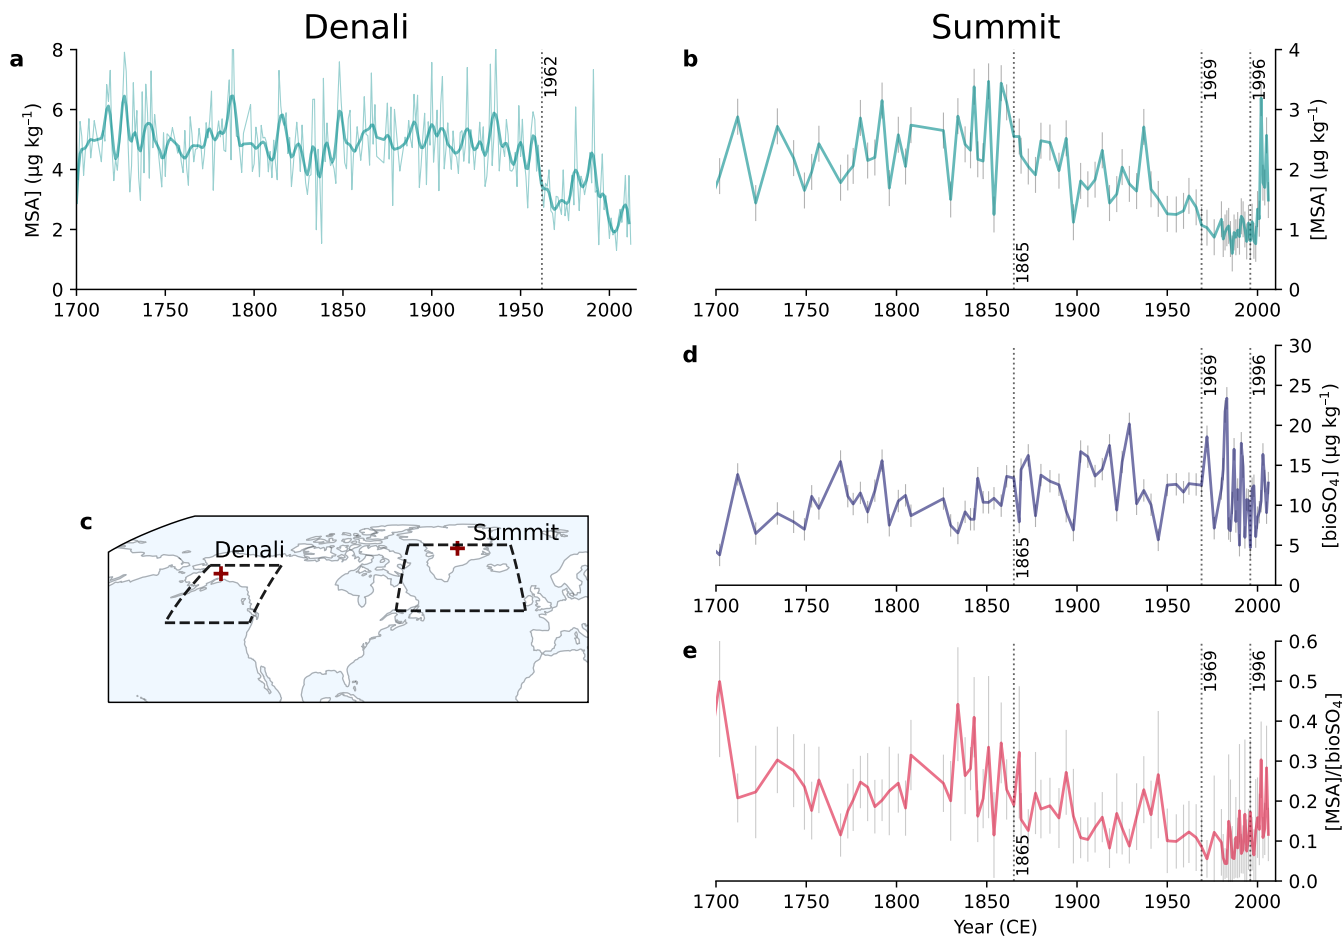 Denali
Summit
a
8
6
4
2
0
MSA] (µg kg⁻¹)
1962
1700 1750 1800 1850 1900 1950 2000
b
4
3
2
1
0
[MSA] (µg kg⁻¹)
1865
1969
1996
1700 1750 1800 1850 1900 1950 2000
c
Denali
Summit
d
30
25
20
15
10
5
0
[bioSO₄] (µg kg⁻¹)
1865
1969
1996
1700 1750 1800 1850 1900 1950 2000
e
0.6
0.5
0.4
0.3
0.2
0.1
0.0
[MSA]/[bioSO₄]
1865
1969
1996
1700 1750 1800 1850 1900 1950 2000
Year (CE)